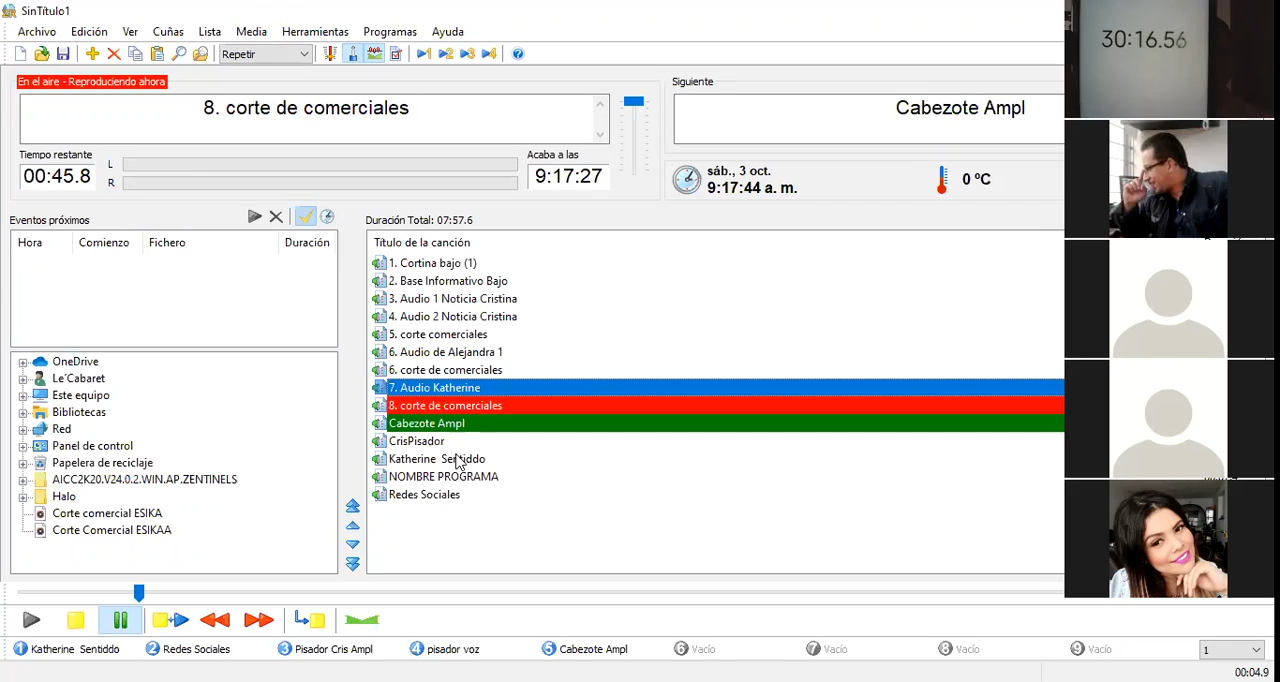 SinTítulo1
Archivo Edición Ver Cuñas Lista Media Herramientas Programas Ayuda
Repetir 1 2 3 4
En el aire - Reproduciendo ahora
8. corte de comerciales
Siguiente
Cabezote Ampl
30:16.56
Tiempo restante
00:45.8
L
R
Acaba a las
9:17:27
sáb., 3 oct.
9:17:44 a. m.
0 ºC
Eventos próximos
Hora Comienzo Fichero Duración
Duración Total: 07:57.6
Título de la canción
1. Cortina bajo (1)
2. Base Informativo Bajo
3. Audio 1 Noticia Cristina
4. Audio 2 Noticia Cristina
5. corte comerciales
6. Audio de Alejandra 1
6. corte de comerciales
7. Audio Katherine
8. corte de comerciales
Cabezote Ampl
CrisPisador
Katherine Sentiddo
NOMBRE PROGRAMA
Redes Sociales
OneDrive
Le´Cabaret
Este equipo
Bibliotecas
Red
Panel de control
Papelera de reciclaje
AICC2K20.V24.0.2.WIN.AP.ZENTINELS
Halo
Corte comercial ESIKA
Corte Comercial ESIKAA
1 Katherine Sentiddo 2 Redes Sociales 3 Pisador Cris Ampl 4 pisador voz 5 Cabezote Ampl 6 Vacío 7 Vacío 8 Vacío 9 Vacío 1
00:04.9